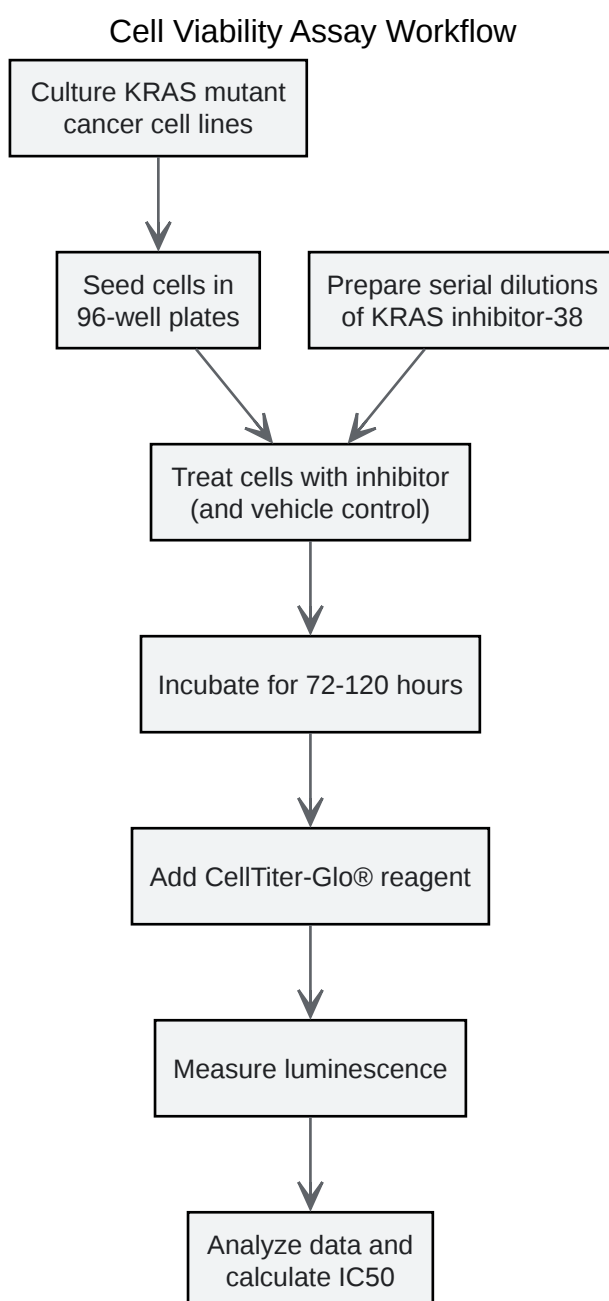 Cell Viability Assay Workflow
Culture KRAS mutant
cancer cell lines
Seed cells in
96-well plates
Prepare serial dilutions
of KRAS inhibitor-38
Treat cells with inhibitor
(and vehicle control)
Incubate for 72-120 hours
Add CellTiter-Glo® reagent
Measure luminescence
Analyze data and
calculate IC50